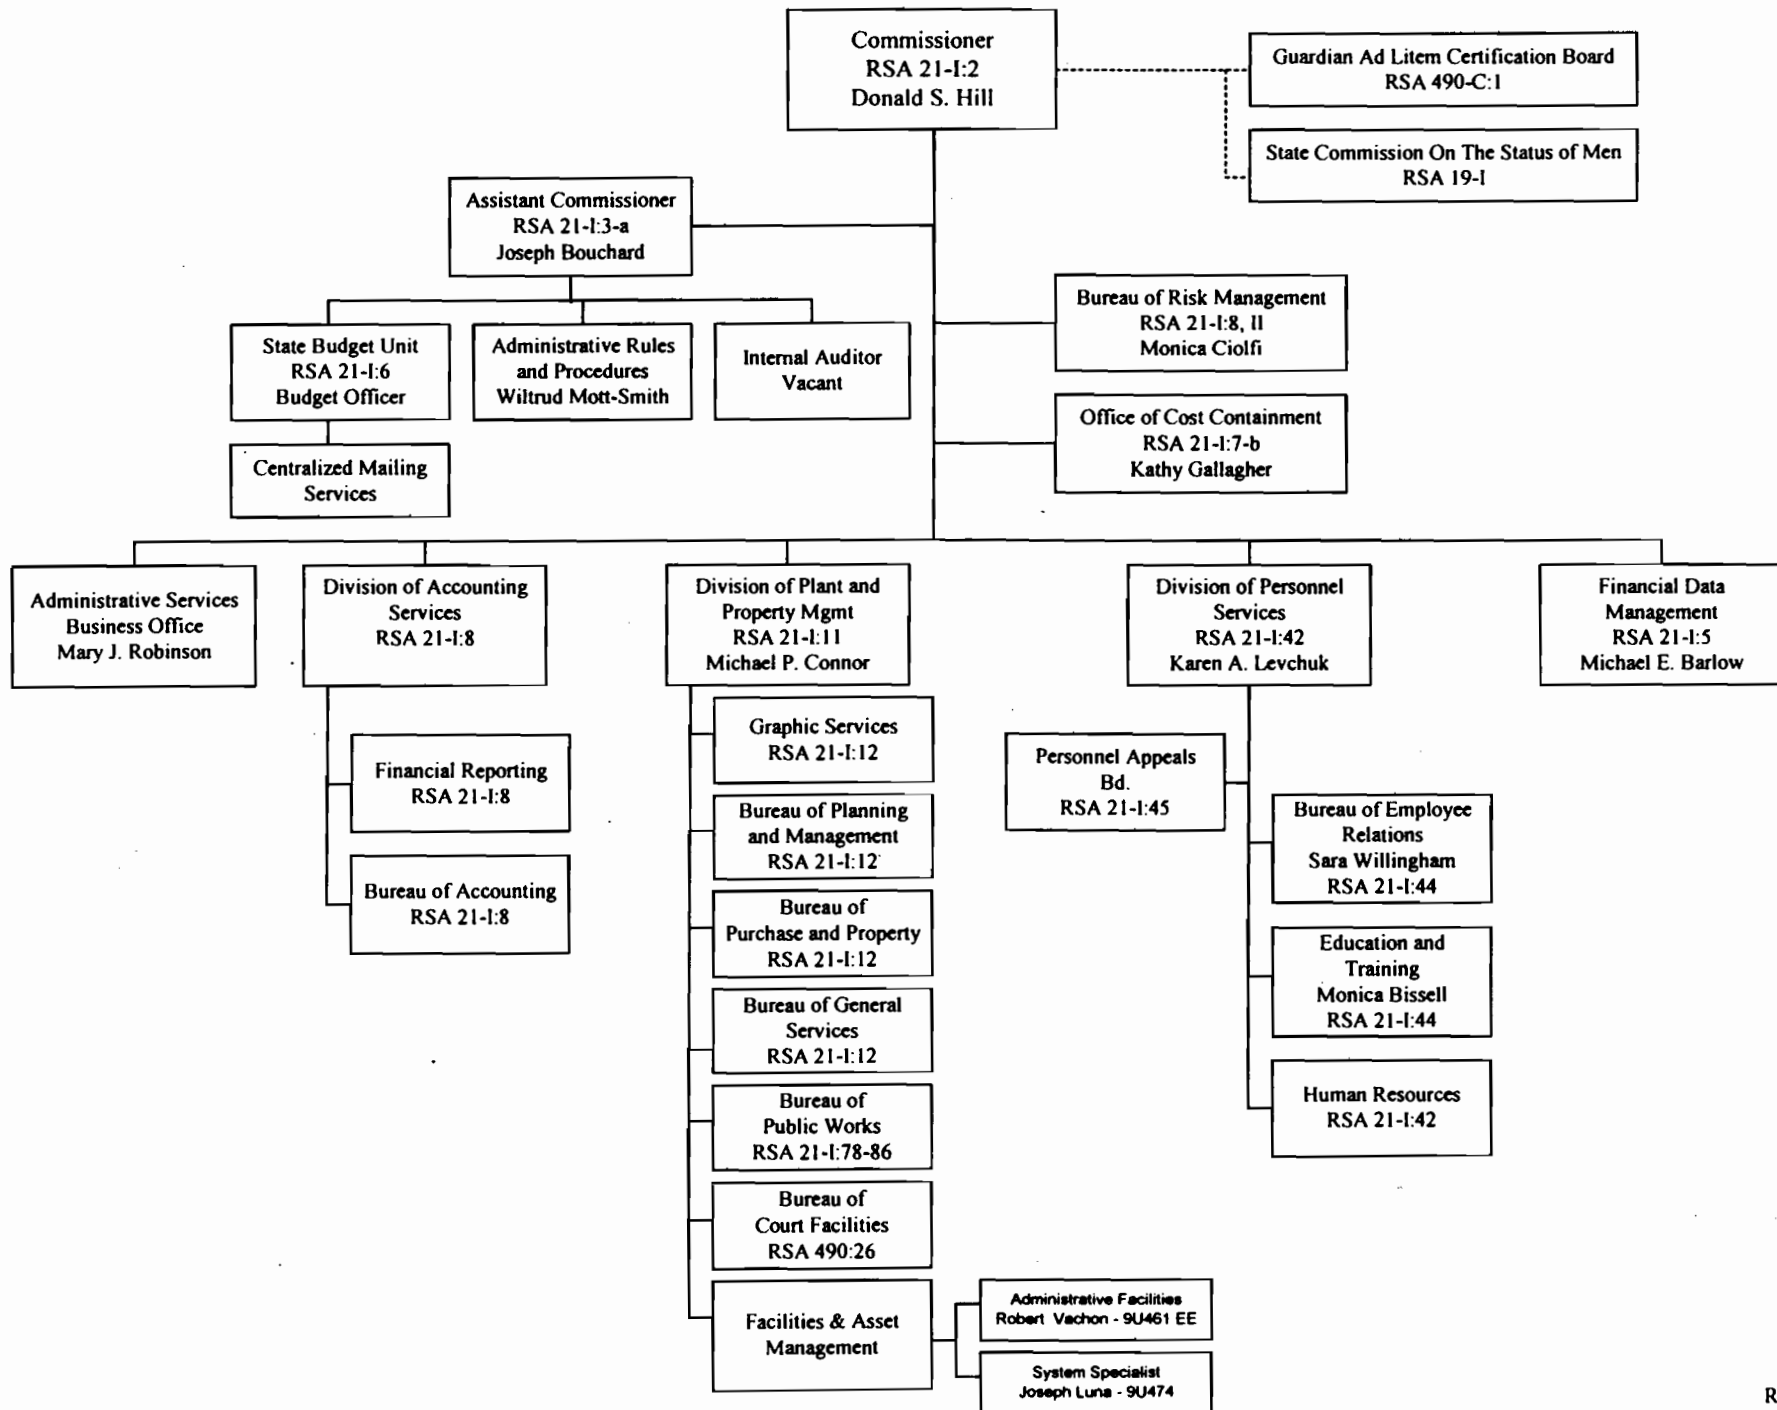 Commissioner
RSA 21-I:2
Donald S. Hill
Guardian Ad Litem Certification Board
RSA 490-C:1
State Commission On The Status of Men
RSA 19-I
Assistant Commissioner
RSA 21-I:3-a
Joseph Bouchard
Bureau of Risk Management
RSA 21-I:8, II
Monica Ciolfi
State Budget Unit
RSA 21-I:6
Budget Officer
Administrative Rules
and Procedures
Wiltrud Mott-Smith
Internal Auditor
Vacant
Office of Cost Containment
RSA 21-I:7-b
Kathy Gallagher
Centralized Mailing
Services
Administrative Services
Business Office
Mary J. Robinson
Division of Accounting
Services
RSA 21-I:8
Division of Plant and
Property Mgmt
RSA 21-I:11
Michael P. Connor
Division of Personnel
Services
RSA 21-I:42
Karen A. Levchuk
Financial Data
Management
RSA 21-I:5
Michael E. Barlow
Financial Reporting
RSA 21-I:8
Bureau of Accounting
RSA 21-I:8
Graphic Services
RSA 21-I:12
Bureau of Planning
and Management
RSA 21-I:12
Bureau of
Purchase and Property
RSA 21-I:12
Bureau of General
Services
RSA 21-I:12
Bureau of
Public Works
RSA 21-I:78-86
Bureau of
Court Facilities
RSA 490:26
Facilities & Asset
Management
Administrative Facilities
Robert Vachon - 9U461 EE
System Specialist
Joseph Luna - 9U474
Personnel Appeals
Bd.
RSA 21-I:45
Bureau of Employee
Relations
Sara Willingham
RSA 21-I:44
Education and
Training
Monica Bissell
RSA 21-I:44
Human Resources
RSA 21-I:42
R